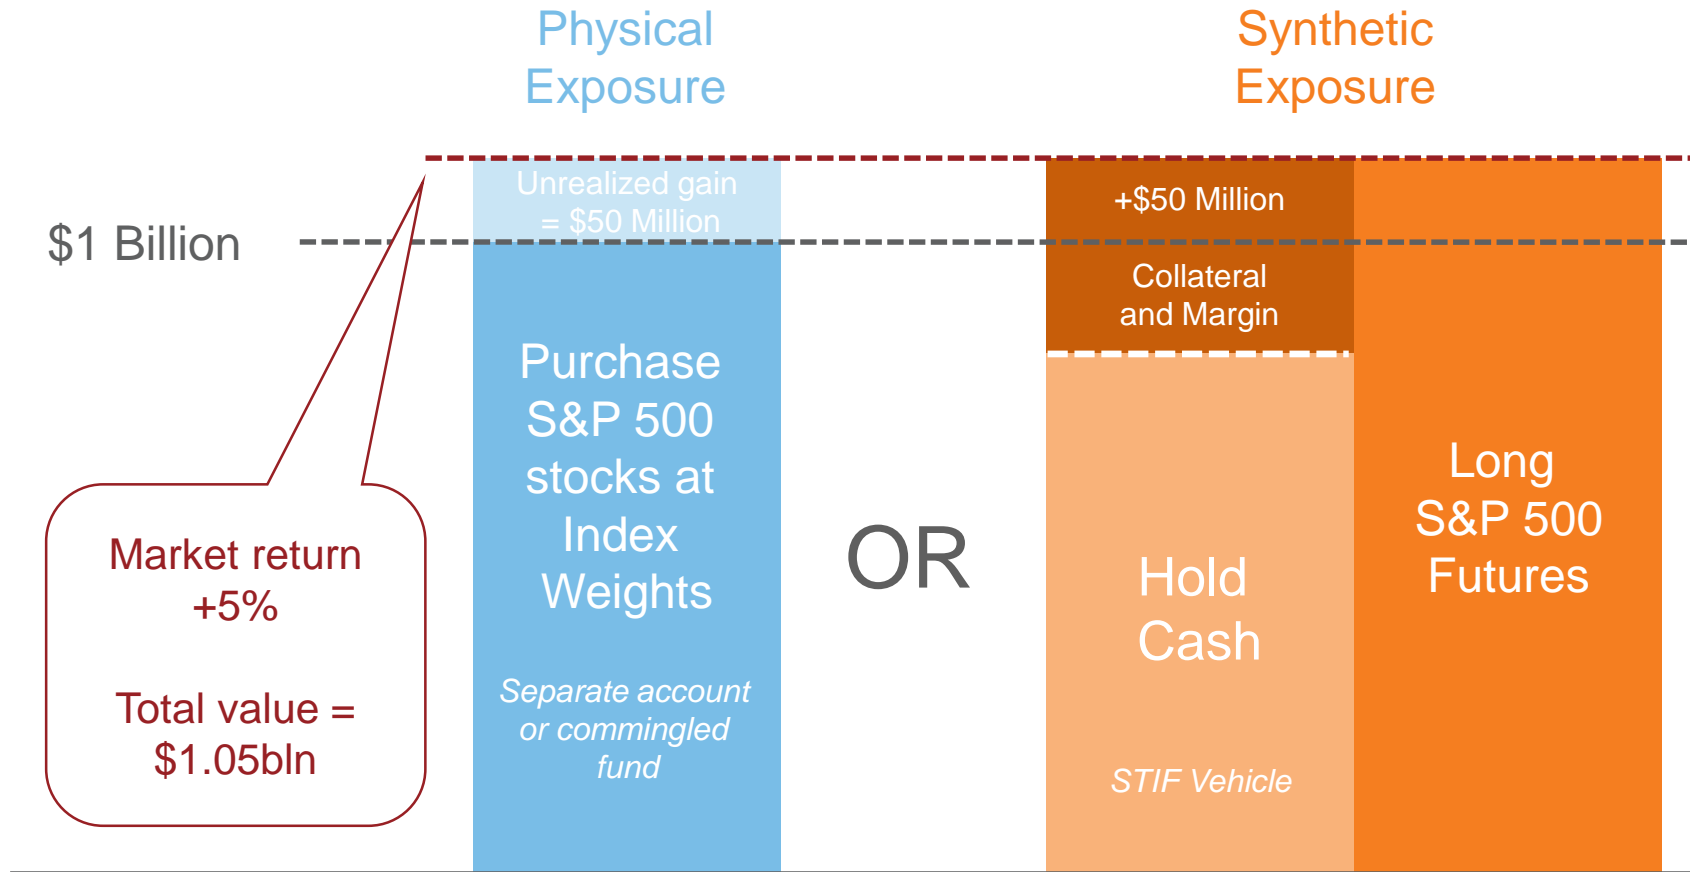 Physical
Exposure
Synthetic
Exposure
Unrealized gain
= $50 Million
+$50 Million
$1 Billion
Collateral
and Margin
Purchase
S&P 500
stocks at
Index
Weights
Separate account
or commingled
fund
OR
Hold
Cash
STIF Vehicle
Long
S&P 500
Futures
Market return
+5%
Total value =
$1.05bln